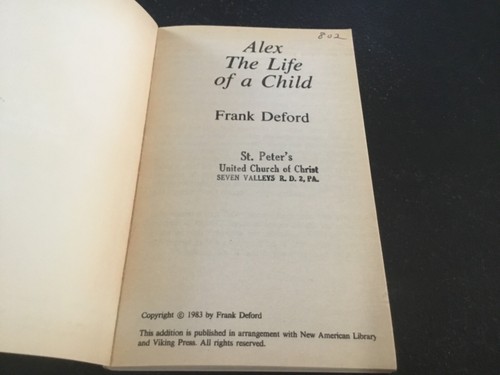 802
Alex
The Life
of a Child
Frank Deford
St. Peter's
United Church of Christ
SEVEN VALLEYS R. D. 2, PA.
Copyright © 1983 by Frank Deford
This addition is published in arrangement with New American Library
and Viking Press. All rights reserved.